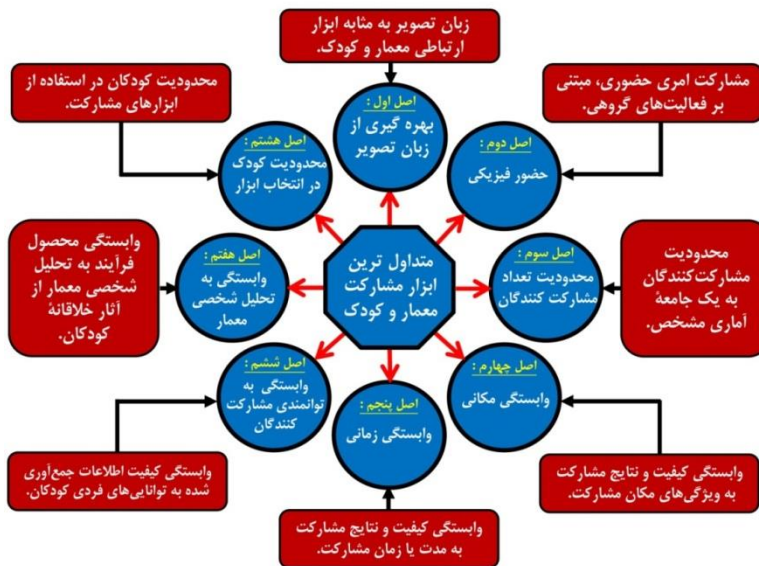 متداول ترین
ابزار مشارکت
معمار و کودک
زبان تصویر به مثابه ابزار
ارتباطی معمار و کودک.
اصل اول :
بهره گیری از
زبان تصویر
مشارکت امری حضوری، مبتنی
بر فعالیت‌های گروهی.
اصل دوم :
حضور فیزیکی
محدودیت
مشارکت‌کنندگان
به یک جامعهٔ
آماری مشخص.
اصل سوم :
محدودیت تعداد
مشارکت کنندگان
وابستگی کیفیت و نتایج مشارکت
به ویژگی‌های مکان مشارکت.
اصل چهارم :
وابستگی مکانی
وابستگی کیفیت و نتایج مشارکت
به مدت یا زمان مشارکت.
اصل پنجم :
وابستگی زمانی
وابستگی کیفیت اطلاعات جمع‌آوری
شده به توانایی‌های فردی کودکان.
اصل ششم :
وابستگی به
توانمندی مشارکت
کنندگان
وابستگی محصول
فرآیند به تحلیل
شخصی معمار از
آثار خلاقانهٔ
کودکان.
اصل هفتم :
وابستگی به
تحلیل شخصی
معمار
محدودیت کودکان در استفاده از
ابزارهای مشارکت.
اصل هشتم :
محدودیت کودک
در انتخاب ابزار